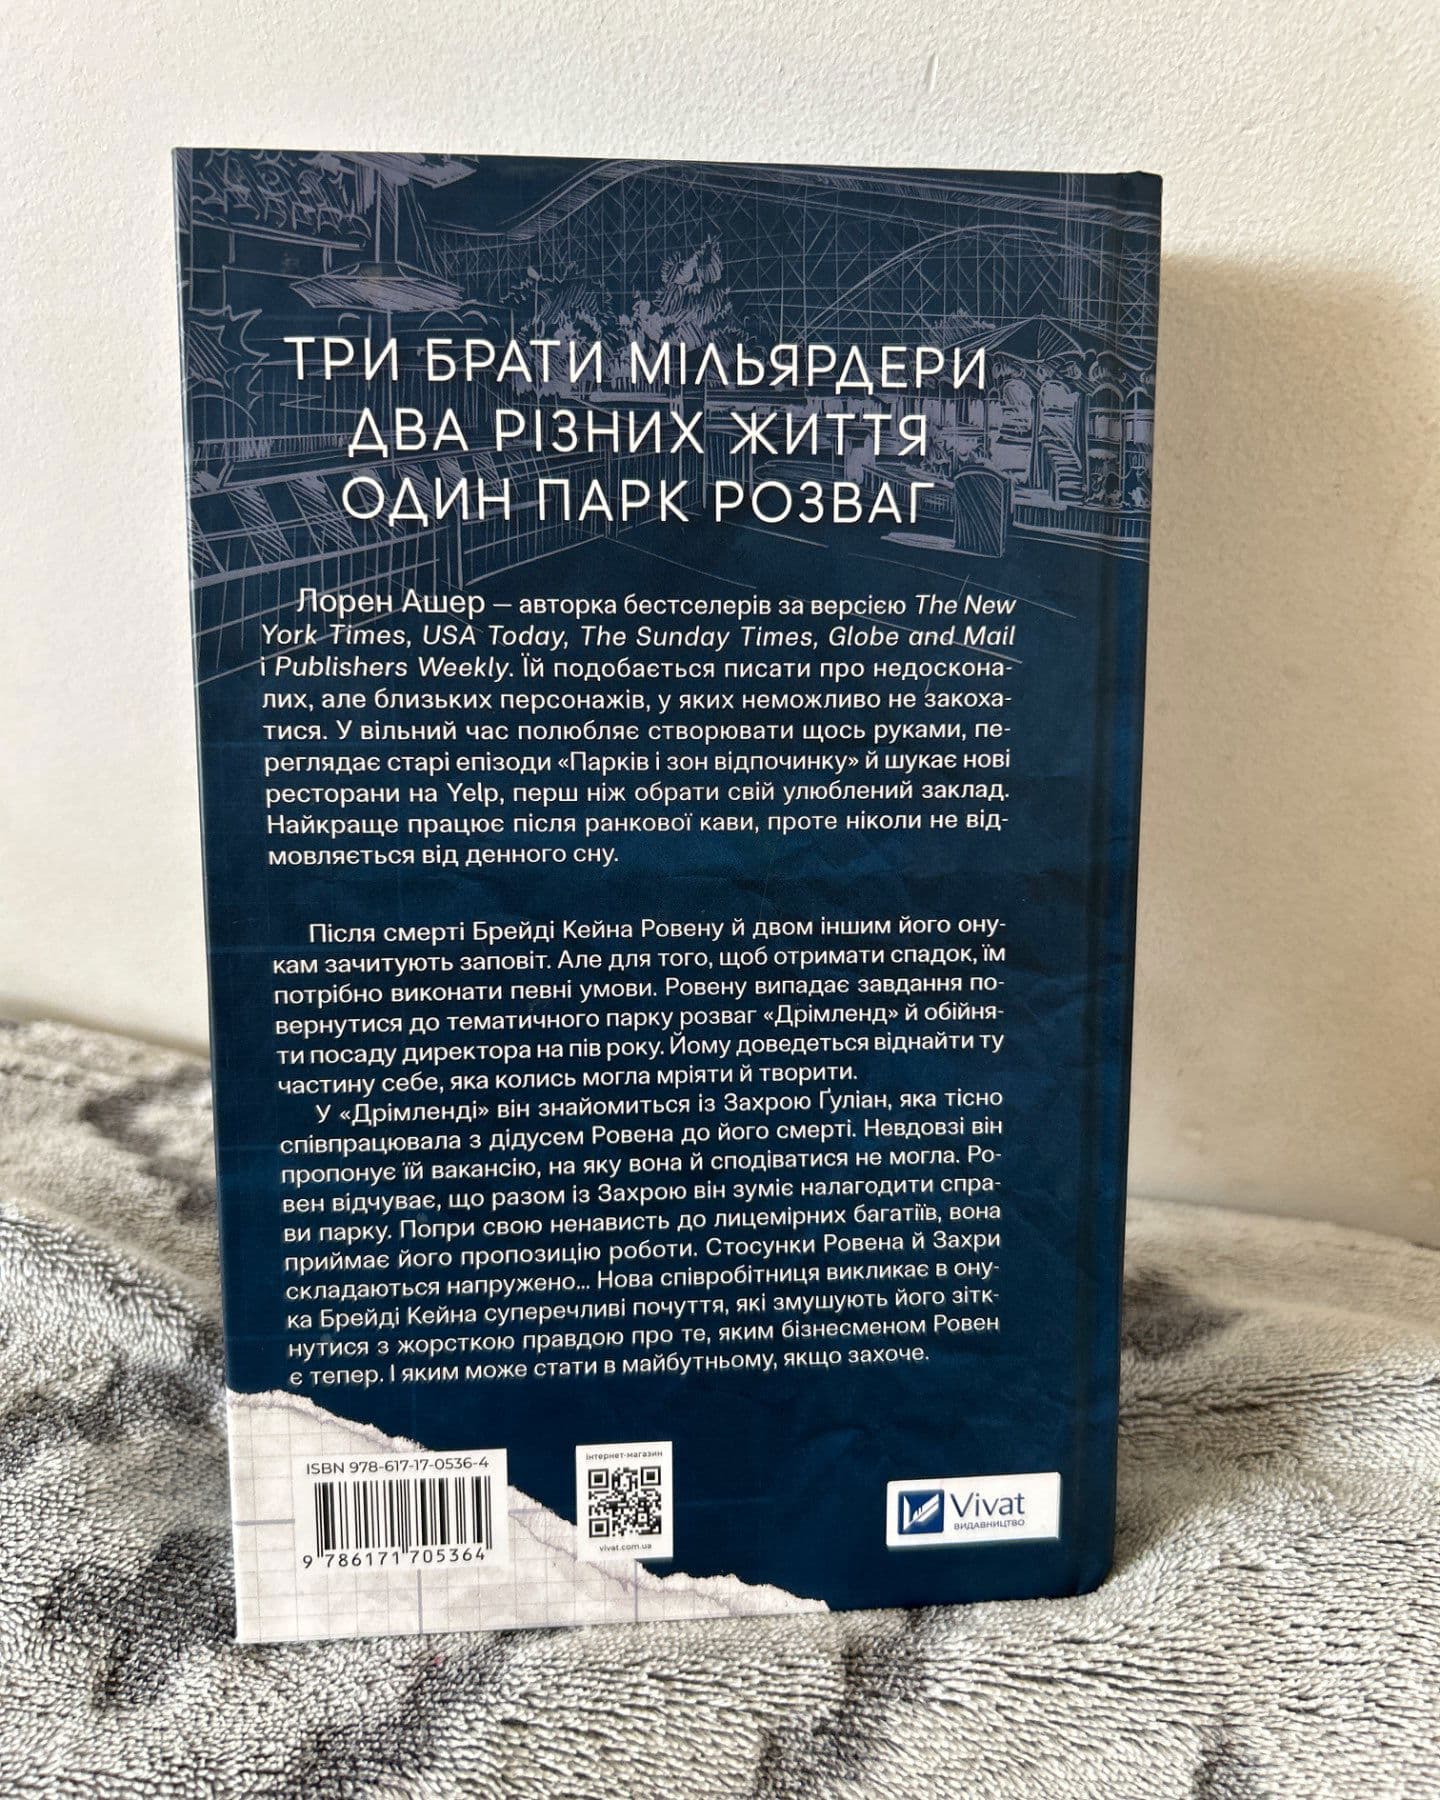 ТРИ БРАТИ МІЛЬЯРДЕРИ
ДВА РІЗНИХ ЖИТТЯ
ОДИН ПАРК РОЗВАГ
Лорен Ашер — авторка бестселерів за версією The New
York Times, USA Today, The Sunday Times, Globe and Mail
і Publishers Weekly. Їй подобається писати про недоскона-
лих, але близьких персонажів, у яких неможливо не закоха-
тися. У вільний час полюбляє створювати щось руками, пе-
реглядає старі епізоди «Парків і зон відпочинку» й шукає нові
ресторани на Yelp, перш ніж обрати свій улюблений заклад.
Найкраще працює після ранкової кави, проте ніколи не від-
мовляється від денного сну.
Після смерті Брейді Кейна Ровену й двом іншим його ону-
кам зачитують заповіт. Але для того, щоб отримати спадок, їм
потрібно виконати певні умови. Ровену випадає завдання по-
вернутися до тематичного парку розваг «Дрімленд» й обійня-
ти посаду директора на пів року. Йому доведеться віднайти ту
частину себе, яка колись могла мріяти й творити.
У «Дрімленді» він знайомиться із Захрою Ґуліан, яка тісно
співпрацювала з дідусем Ровена до його смерті. Невдовзі він
пропонує їй вакансію, на яку вона й сподіватися не могла. Ро-
вен відчуває, що разом із Захрою він зуміє налагодити спра-
ви парку. Попри свою ненависть до лицемірних багатіїв, вона
приймає його пропозицію роботи. Стосунки Ровена й Захри
складаються напружено... Нова співробітниця викликає в ону-
ка Брейді Кейна суперечливі почуття, які змушують його зітк-
нутися з жорсткою правдою про те, яким бізнесменом Ровен
є тепер. І яким може стати в майбутньому, якщо захоче.
ISBN 978-617-17-0536-4
9 786171 705364
інтернет-магазин
vivat.com.ua
Vivat
ВИДАВНИЦТВО